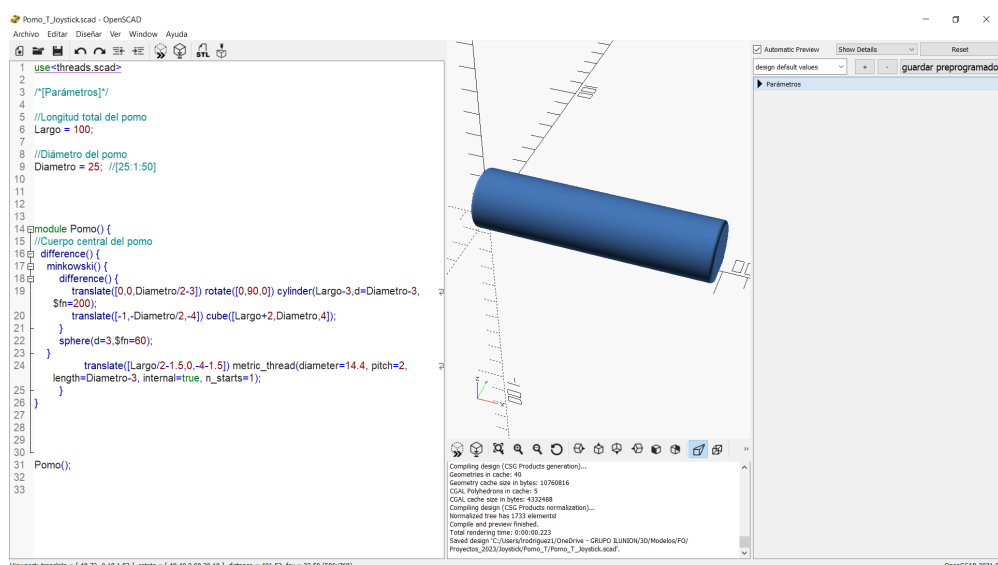 Pomo_T_Joystick.scad - OpenSCAD
Archivo Editar Diseñar Ver Window Ayuda
STL
1 use<threads.scad>
2
3 /*[Parámetros]*/
4
5 //Longitud total del pomo
6 Largo = 100;
7
8 //Diámetro del pomo
9 Diametro = 25; //[25:1:50]
10
11
12
13
14 module Pomo() {
15 //Cuerpo central del pomo
16 difference() {
17 minkowski() {
18 difference() {
19 translate([0,0,Diametro/2-3]) rotate([0,90,0]) cylinder(Largo-3,d=Diametro-3,
$fn=200);
20 translate([-1,-Diametro/2,-4]) cube([Largo+2,Diametro,4]);
21 }
22 sphere(d=3,$fn=60);
23 }
24 translate([Largo/2-1.5,0,-4-1.5]) metric_thread(diameter=14.4, pitch=2,
length=Diametro-3, internal=true, n_starts=1);
25 }
26 }
27
28
29
30
31 Pomo();
32
33
100
z
y
x
Compiling design (CSG Products generation)...
Geometries in cache: 40
Geometry cache size in bytes: 10760816
CGAL Polyhedrons in cache: 5
CGAL cache size in bytes: 4332488
Compiling design (CSG Products normalization)...
Normalized tree has 1733 elements!
Compile and preview finished.
Total rendering time: 0:00:00.223
Saved design 'C:/Users/lrodriguez1/OneDrive - GRUPO ILUNION/3D/Modelos/FO/
Proyectos_2023/Joystick/Pomo_T/Pomo_T_Joystick.scad'.
Automatic Preview Show Details Reset
design default values + - guardar preprogramado
Parámetros